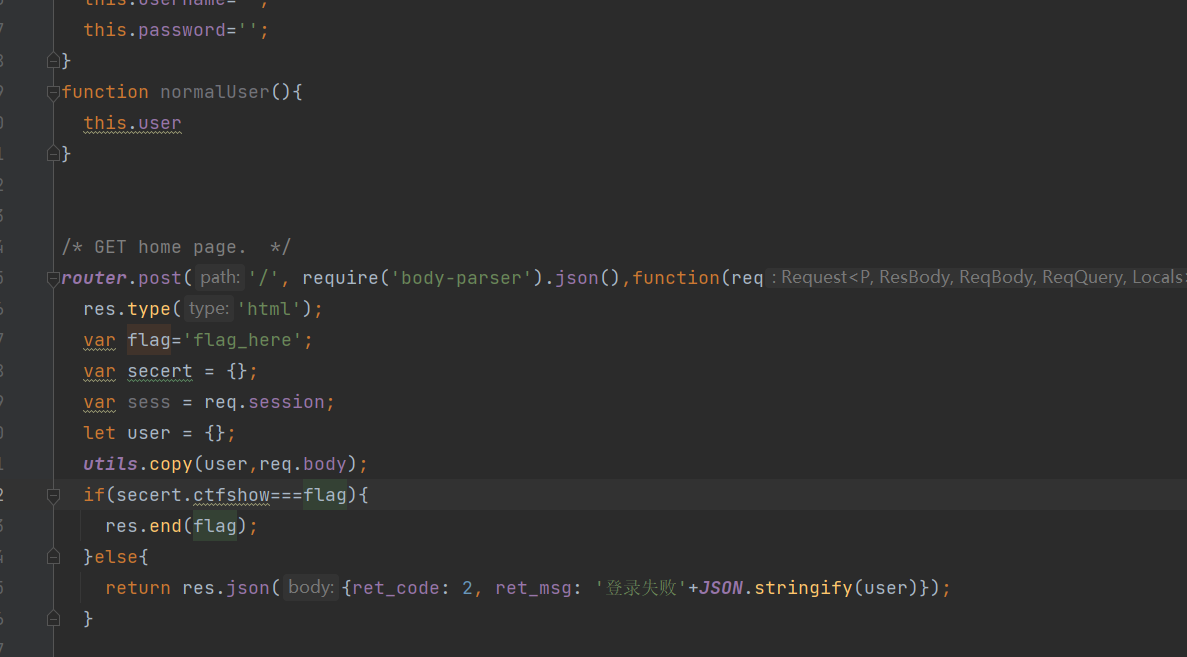 this.username='';
this.password='';
}
function normalUser(){
this.user
}
/* GET home page.  */
router.post( path: '/', require('body-parser').json(),function(req : Request<P, ResBody, ReqBody, ReqQuery, Locals>
res.type( type: 'html');
var flag='flag_here';
var secert = {};
var sess = req.session;
let user = {};
utils.copy(user,req.body);
if(secert.ctfshow===flag){
res.end(flag);
}else{
return res.json( body: {ret_code: 2, ret_msg: '登录失败'+JSON.stringify(user)});
}